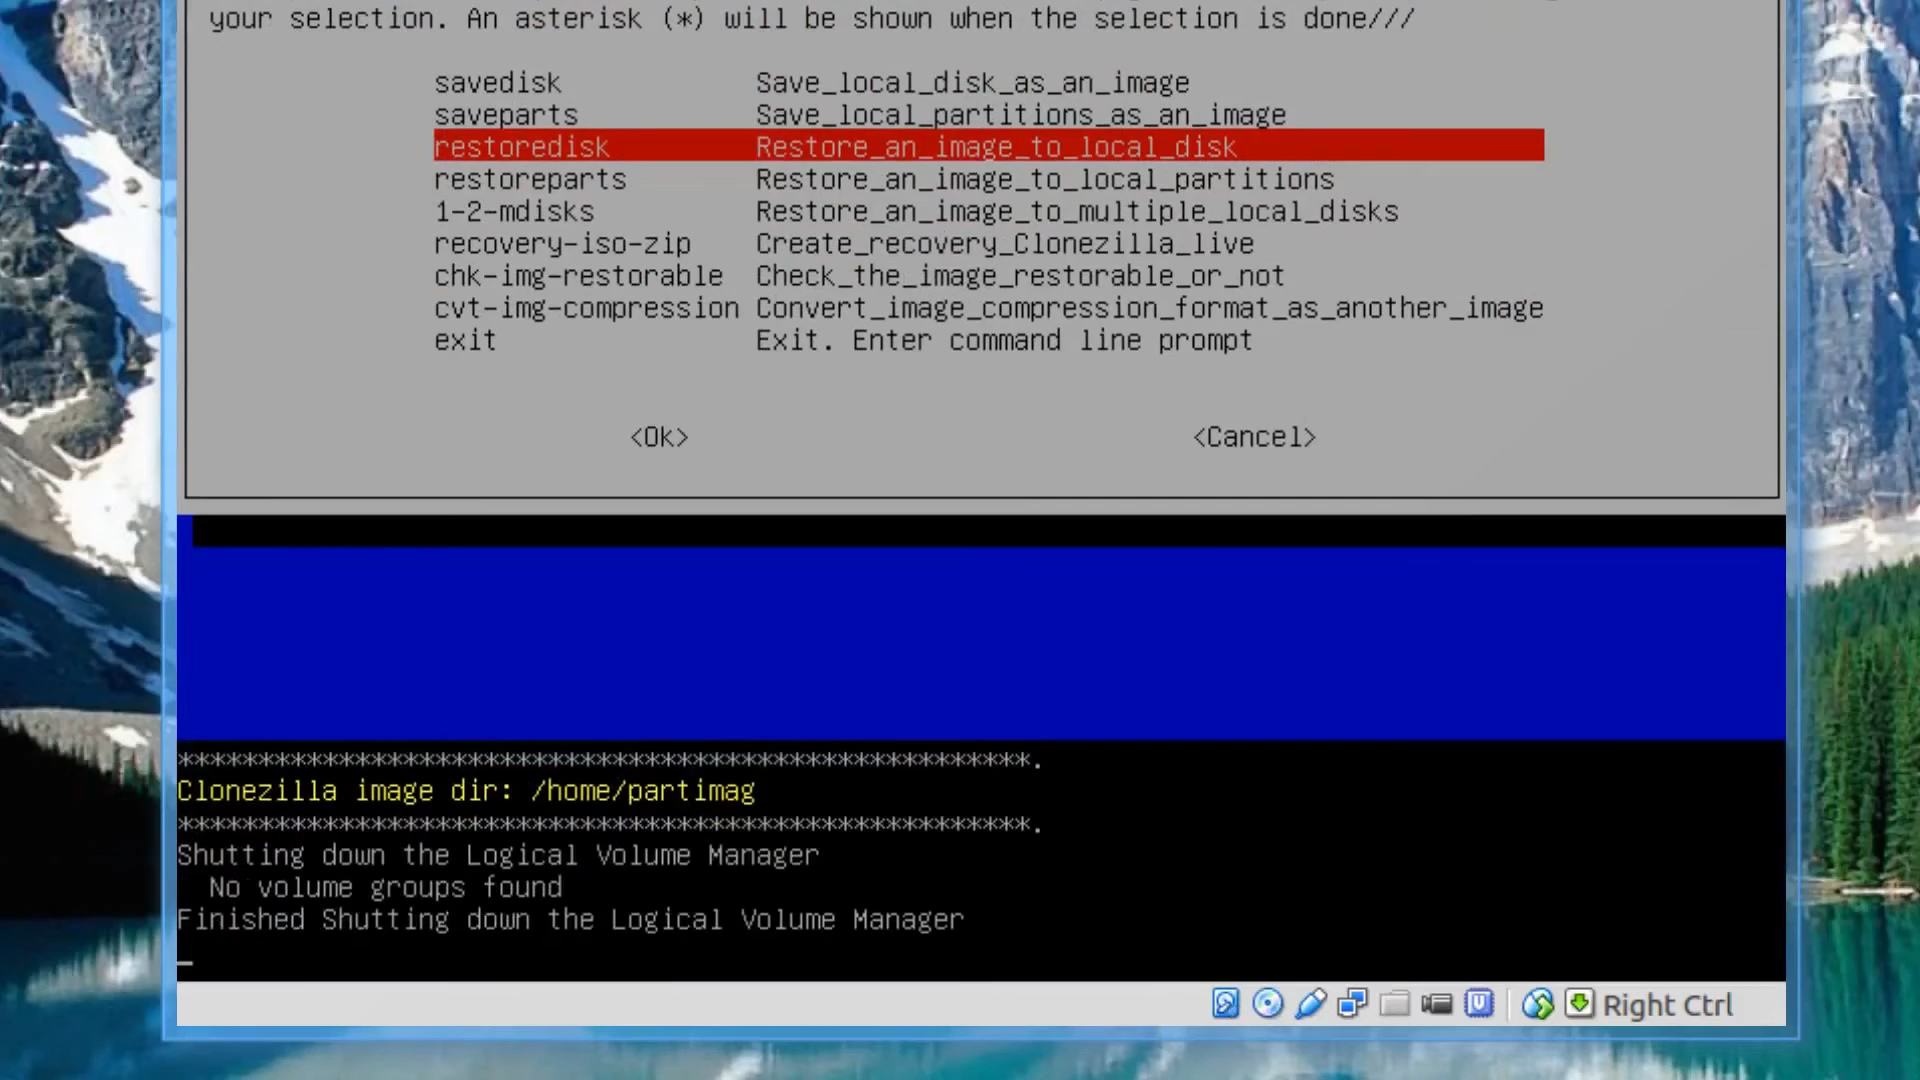 your selection. An asterisk (*) will be shown when the selection is done///
savedisk Save_local_disk_as_an_image
saveparts Save_local_partitions_as_an_image
restoredisk Restore_an_image_to_local_disk
restoreparts Restore_an_image_to_local_partitions
1-2-mdisks Restore_an_image_to_multiple_local_disks
recovery-iso-zip Create_recovery_Clonezilla_live
chk-img-restorable Check_the_image_restorable_or_not
cvt-img-compression Convert_image_compression_format_as_another_image
exit Exit. Enter command line prompt
<Ok> <Cancel>
*****************************************************.
Clonezilla image dir: /home/partimag
*****************************************************.
Shutting down the Logical Volume Manager
No volume groups found
Finished Shutting down the Logical Volume Manager
Right Ctrl